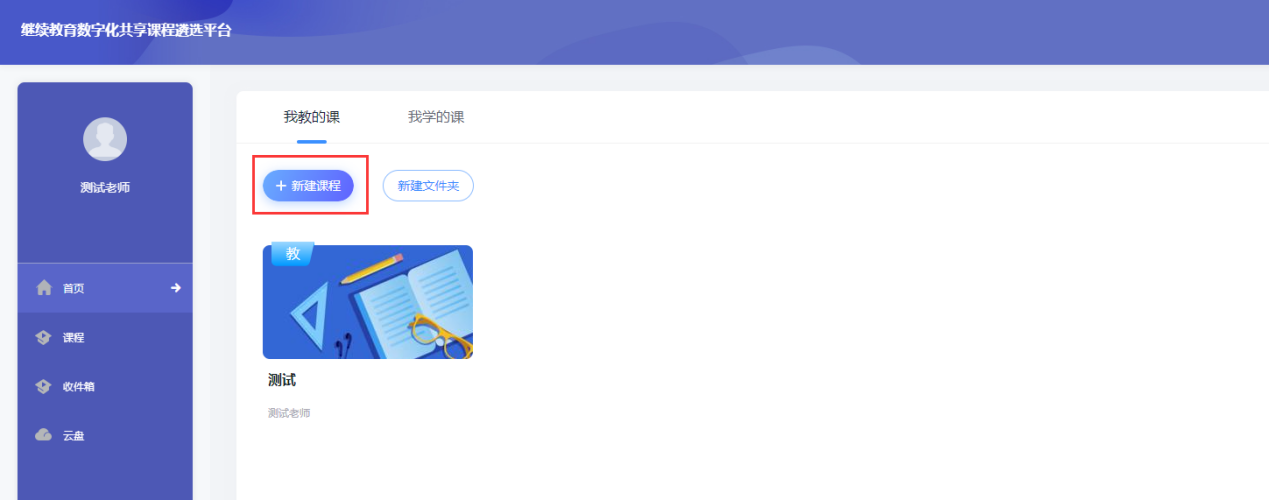 继续教育数字化共享课程遴选平台
测试老师
首页
课程
收件箱
云盘
我教的课 我学的课
+ 新建课程 新建文件夹
教
测试
测试老师